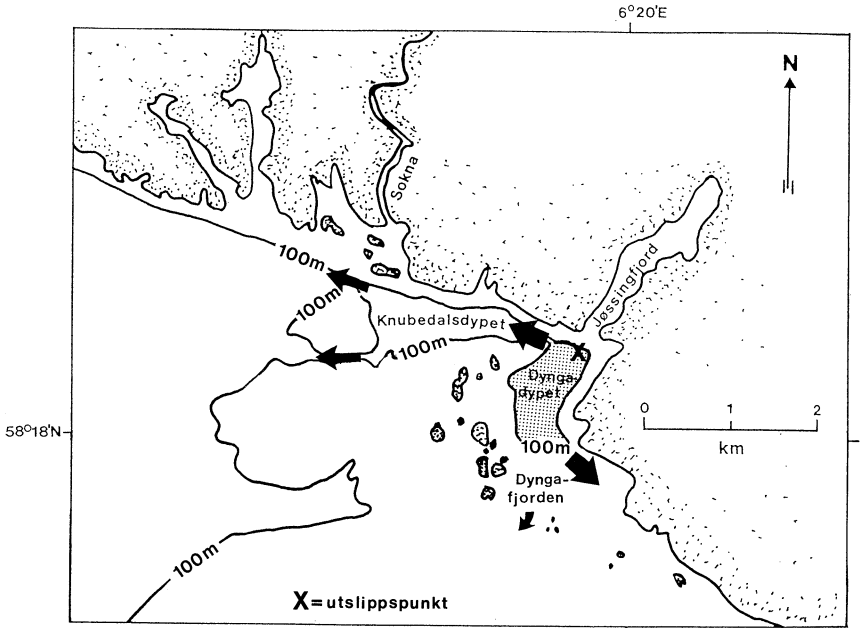 6°20'E
N
Sokna
100m
100m
Jøssingfjord
Knubedalsdypet
100m
X
Dynga-
dypet
0 1 2
km
58°18'N
100m
Dynga-
fjorden
100m
X=utslippspunkt